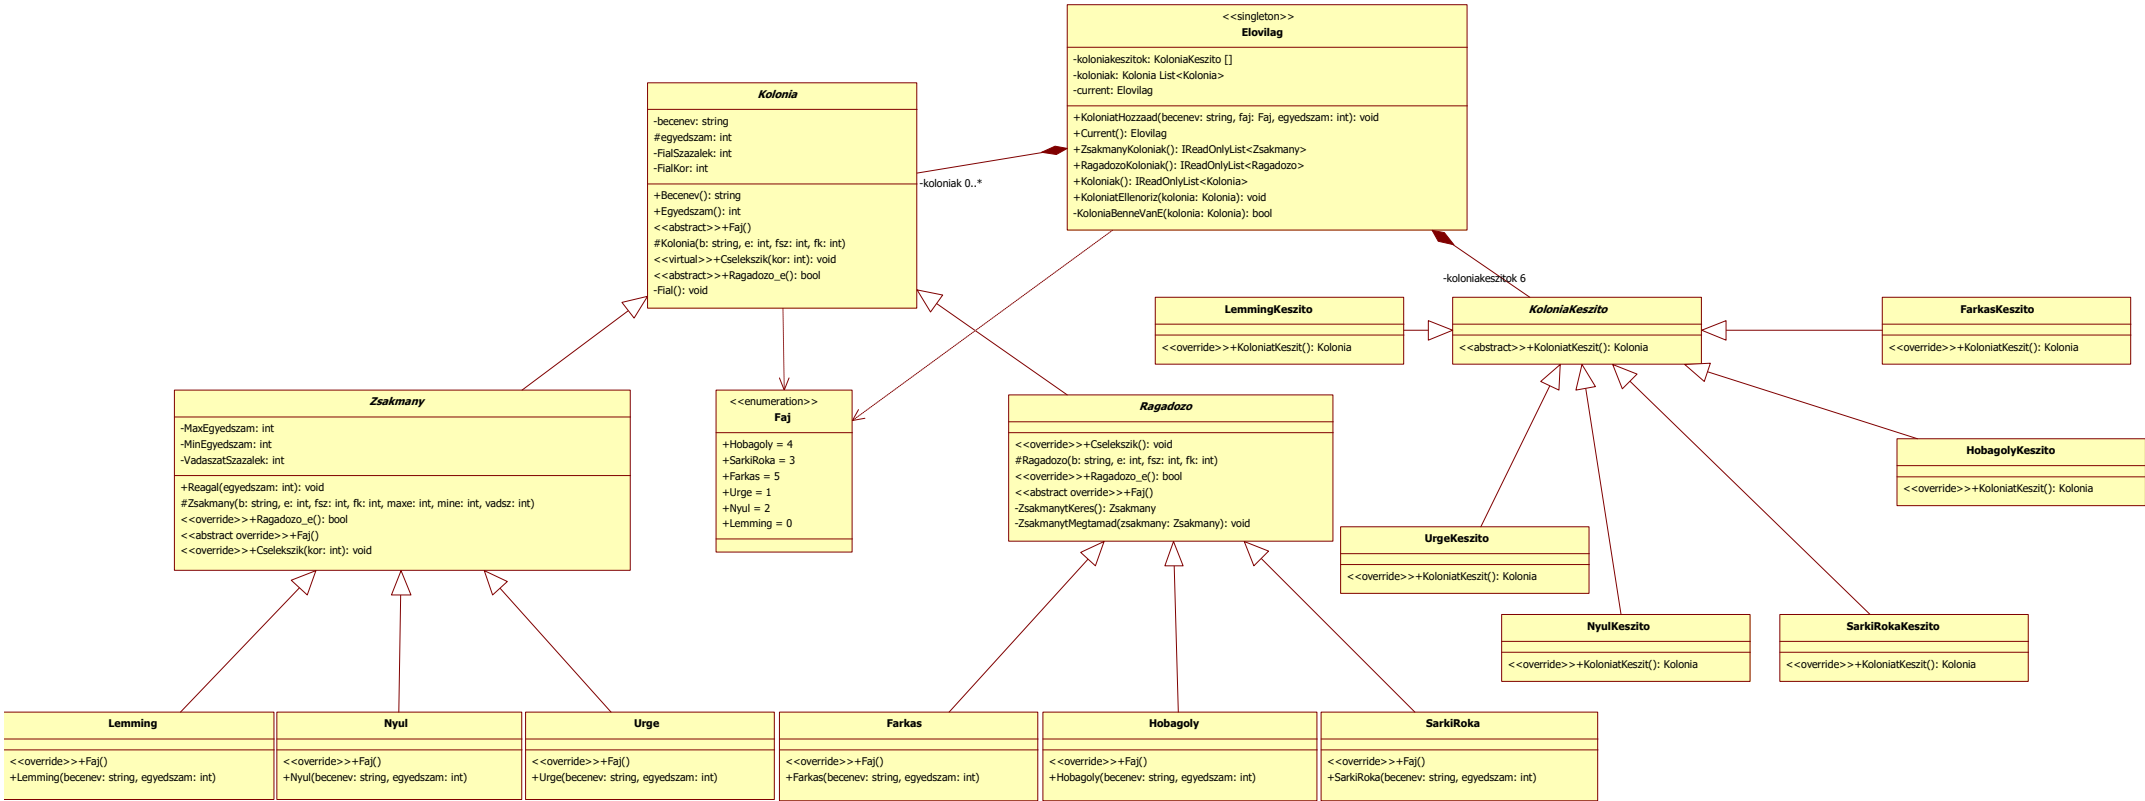 <<singleton>>
Elovilag
-koloniakeszitok: KoloniaKeszito []
-koloniak: Kolonia List<Kolonia>
-current: Elovilag
+KoloniatHozzaad(becenev: string, faj: Faj, egyedszam: int): void
+Current(): Elovilag
+ZsakmanyKoloniak(): IReadOnlyList<Zsakmany>
+RagadozoKoloniak(): IReadOnlyList<Ragadozo>
+Koloniak(): IReadOnlyList<Kolonia>
+KoloniatEllenoriz(kolonia: Kolonia): void
-KoloniaBenneVanE(kolonia: Kolonia): bool
Kolonia
-becenev: string
#egyedszam: int
-FialSzazalek: int
-FialKor: int
+Becenev(): string
+Egyedszam(): int
<<abstract>>+Faj()
#Kolonia(b: string, e: int, fsz: int, fk: int)
<<virtual>>+Cselekszik(kor: int): void
<<abstract>>+Ragadozo_e(): bool
-Fial(): void
-koloniak 0..*
-koloniakeszitok 6
LemmingKeszito
<<override>>+KoloniatKeszit(): Kolonia
KoloniaKeszito
<<abstract>>+KoloniatKeszit(): Kolonia
FarkasKeszito
<<override>>+KoloniatKeszit(): Kolonia
Zsakmany
-MaxEgyedszam: int
-MinEgyedszam: int
-VadaszatSzazalek: int
+Reagal(egyedszam: int): void
#Zsakmany(b: string, e: int, fsz: int, fk: int, maxe: int, mine: int, vadsz: int)
<<override>>+Ragadozo_e(): bool
<<abstract override>>+Faj()
<<override>>+Cselekszik(kor: int): void
<<enumeration>>
Faj
+Hobagoly = 4
+SarkiRoka = 3
+Farkas = 5
+Urge = 1
+Nyul = 2
+Lemming = 0
Ragadozo
<<override>>+Cselekszik(): void
#Ragadozo(b: string, e: int, fsz: int, fk: int)
<<override>>+Ragadozo_e(): bool
<<abstract override>>+Faj()
-ZsakmanytKeres(): Zsakmany
-ZsakmanytMegtamad(zsakmany: Zsakmany): void
HobagolyKeszito
<<override>>+KoloniatKeszit(): Kolonia
UrgeKeszito
<<override>>+KoloniatKeszit(): Kolonia
NyulKeszito
<<override>>+KoloniatKeszit(): Kolonia
SarkiRokaKeszito
<<override>>+KoloniatKeszit(): Kolonia
Lemming
<<override>>+Faj()
+Lemming(becenev: string, egyedszam: int)
Nyul
<<override>>+Faj()
+Nyul(becenev: string, egyedszam: int)
Urge
<<override>>+Faj()
+Urge(becenev: string, egyedszam: int)
Farkas
<<override>>+Faj()
+Farkas(becenev: string, egyedszam: int)
Hobagoly
<<override>>+Faj()
+Hobagoly(becenev: string, egyedszam: int)
SarkiRoka
<<override>>+Faj()
+SarkiRoka(becenev: string, egyedszam: int)